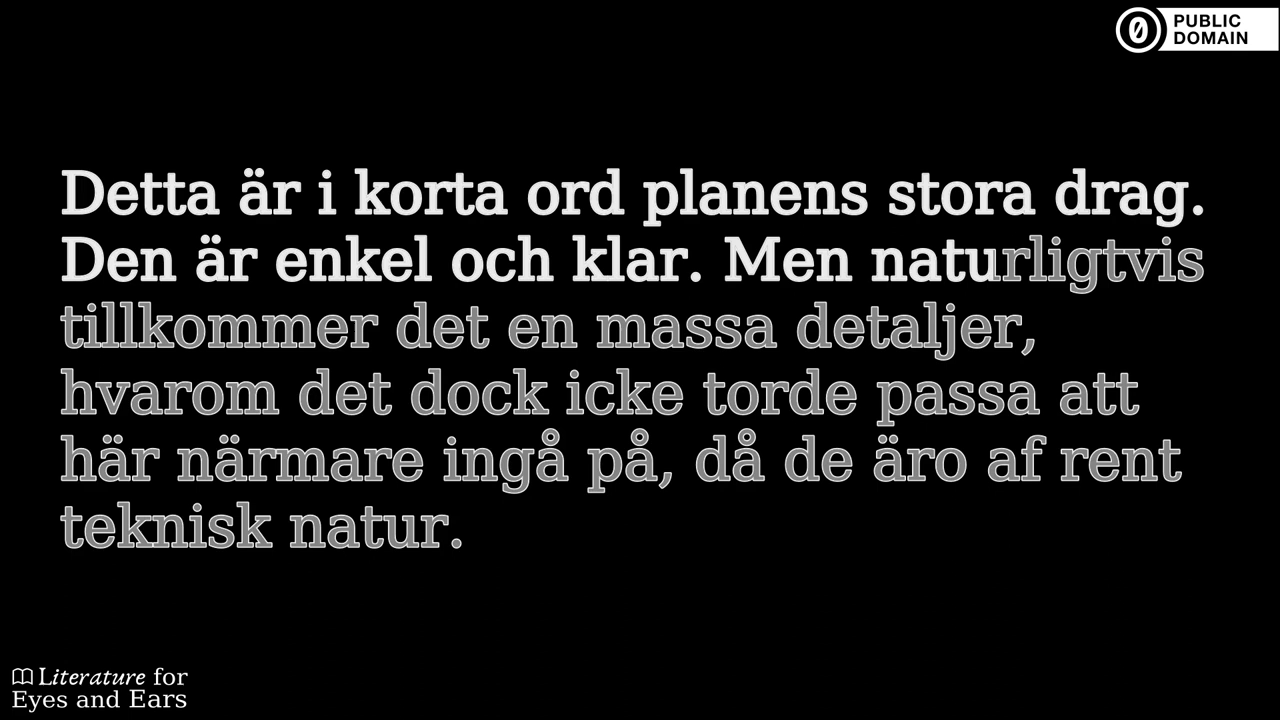 PUBLIC
DOMAIN
Detta är i korta ord planens stora drag.
Den är enkel och klar. Men naturligtvis
tillkommer det en massa detaljer,
hvarom det dock icke torde passa att
här närmare ingå på, då de äro af rent
teknisk natur.
Literature for
Eyes and Ears